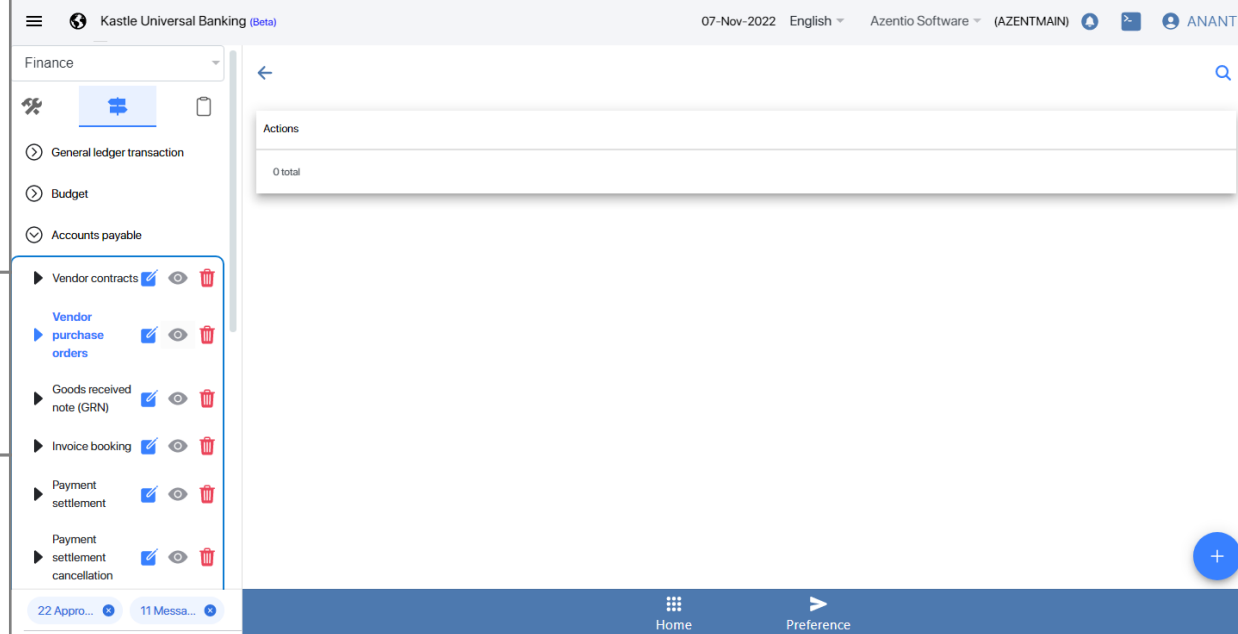 Kastle Universal Banking (Beta)
07-Nov-2022 English Azentio Software (AZENTMAIN) ANANT
Finance
Actions
0 total
General ledger transaction
Budget
Accounts payable
Vendor contracts
Vendor
purchase
orders
Goods received
note (GRN)
Invoice booking
Payment
settlement
Payment
settlement
cancellation
22 Appro...
11 Messa...
Home
Preference